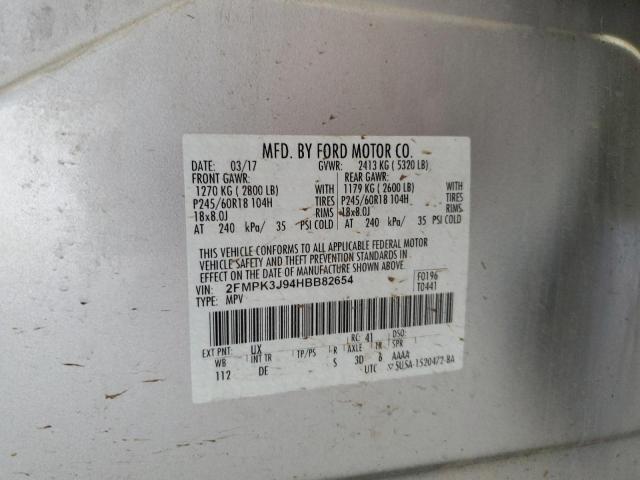 MFD. BY FORD MOTOR CO.
DATE: 03/17 GVWR: 2413 KG ( 5320 LB)
FRONT GAWR: REAR GAWR:
1270 KG ( 2800 LB) WITH 1179 KG ( 2600 LB) WITH
P245/60R18 104H TIRES P245/60R18 104H TIRES
18x8.0J RIMS 18x8.0J RIMS
AT 240 kPa/ 35 PSI COLD AT 240 kPa/ 35 PSI COLD
THIS VEHICLE CONFORMS TO ALL APPLICABLE FEDERAL MOTOR
VEHICLE SAFETY AND THEFT PREVENTION STANDARDS IN
EFFECT ON THE DATE OF MANUFACTURE SHOWN ABOVE.
VIN: 2FMPK3J94HBB82654 F0196
TYPE: MPV T0441
EXT PNT: UX RC: 41 DSO:
WB INT TR TP/PS R AXLE TR SPR
112 DE S 3D 6 AAAA
UTC SU5A-1520472-BA